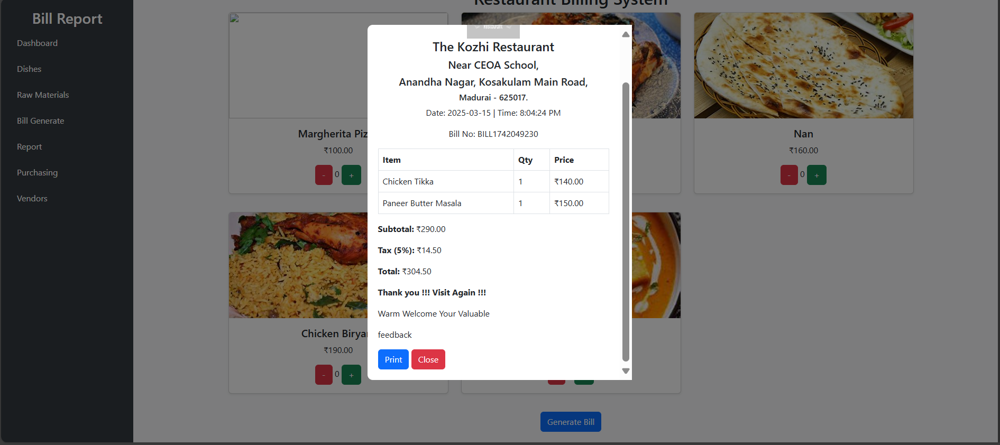 Bill Report
Dashboard
Dishes
Raw Materials
Bill Generate
Report
Purchasing
Vendors
Restaurant Billing System
Restaurant
The Kozhi Restaurant
Near CEOA School,
Anandha Nagar, Kosakulam Main Road,
Madurai - 625017.
Date: 2025-03-15 | Time: 8:04:24 PM
Bill No: BILL1742049230
Item Qty Price
Chicken Tikka 1 ₹140.00
Paneer Butter Masala 1 ₹150.00
Subtotal: ₹290.00
Tax (5%): ₹14.50
Total: ₹304.50
Thank you !!! Visit Again !!!
Warm Welcome Your Valuable
feedback
Print Close
Margherita Piz
₹100.00
- 0 +
Nan
₹160.00
- 0 +
Chicken Birya
₹190.00
- 0 +
Generate Bill